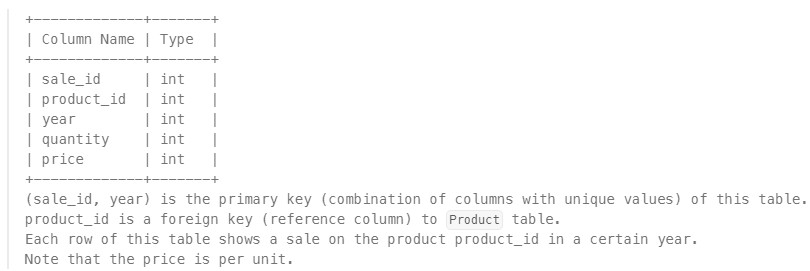 +-------------+-------+
| Column Name | Type  |
+-------------+-------+
| sale_id     | int   |
| product_id  | int   |
| year        | int   |
| quantity    | int   |
| price       | int   |
+-------------+-------+
(sale_id, year) is the primary key (combination of columns with unique values) of this table.
product_id is a foreign key (reference column) to Product table.
Each row of this table shows a sale on the product product_id in a certain year.
Note that the price is per unit.